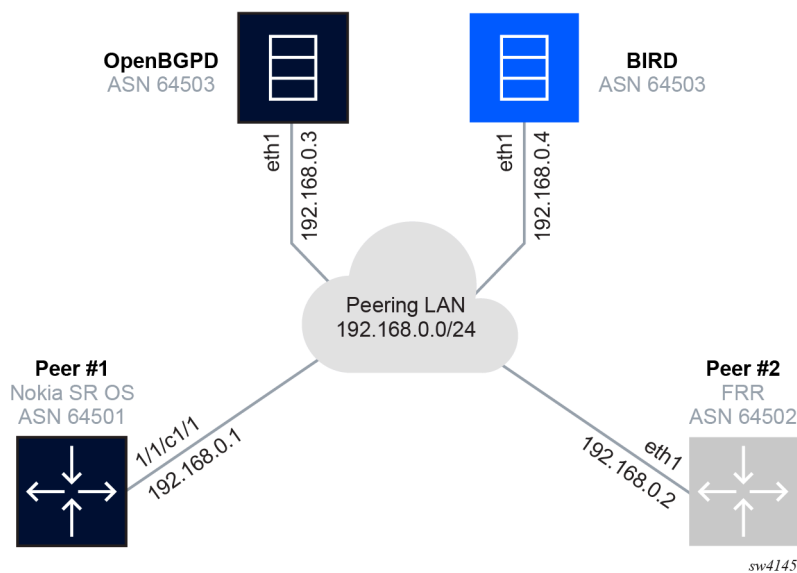 OpenBGPD
ASN 64503
BIRD
ASN 64503
eth1
192.168.0.3
eth1
192.168.0.4
Peering LAN
192.168.0.0/24
Peer #1
Nokia SR OS
ASN 64501
1/1/c1/1
192.168.0.1
Peer #2
FRR
ASN 64502
eth1
192.168.0.2
sw4145